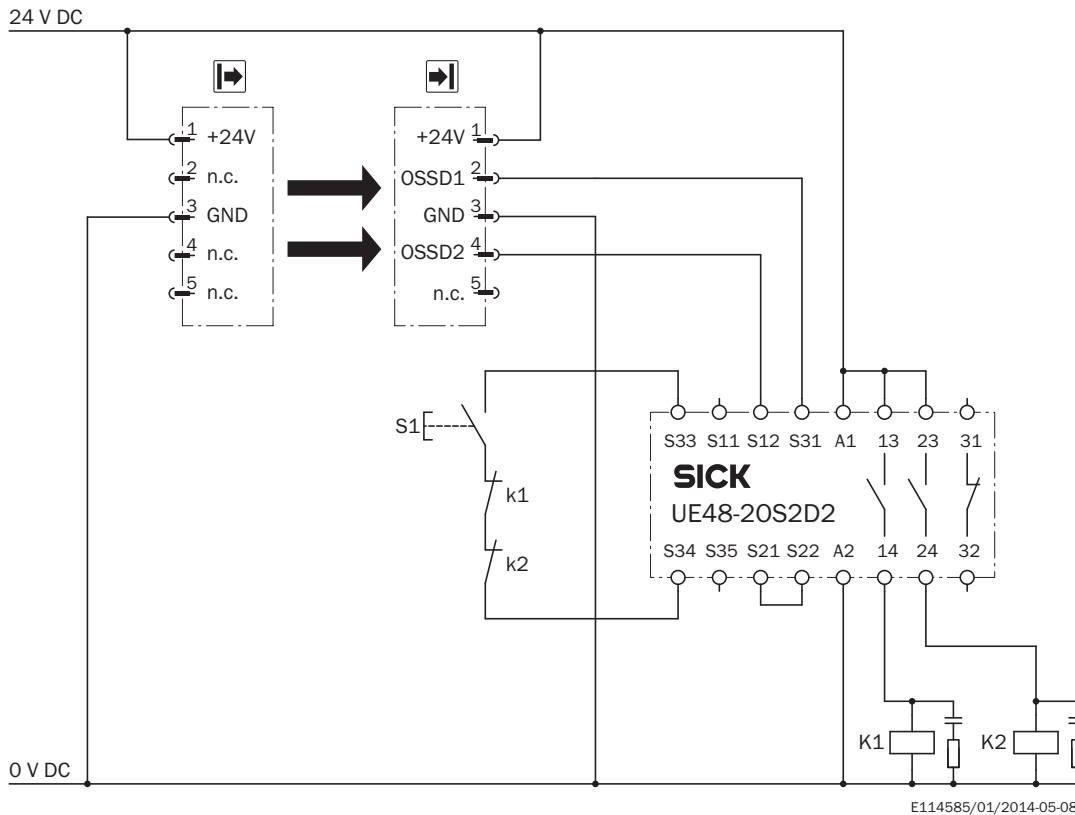 24 V DC
1 +24V
2 n.c.
3 GND
4 n.c.
5 n.c.
+24V 1
OSSD1 2
GND 3
OSSD2 4
n.c. 5
S1
k1
k2
S33 S11 S12 S31 A1 13 23 31
SICK
UE48-2OS2D2
S34 S35 S21 S22 A2 14 24 32
K1
K2
0 V DC
E114585/01/2014-05-08